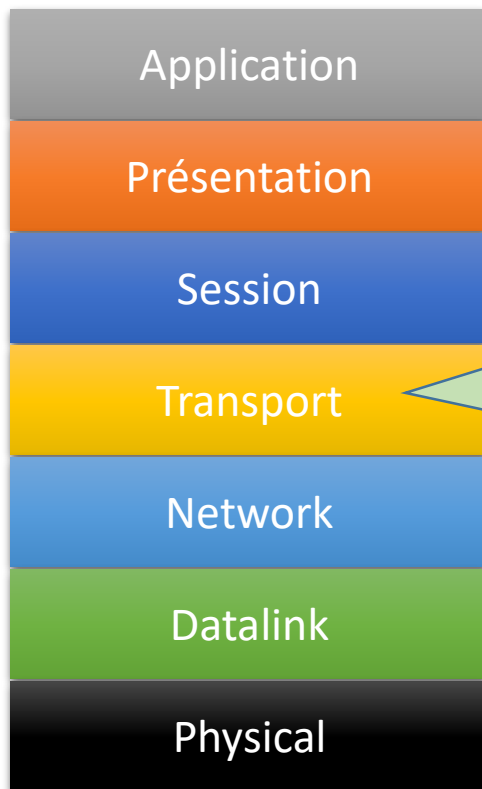 Application
Présentation
Session
Transport
Network
Datalink
Physical